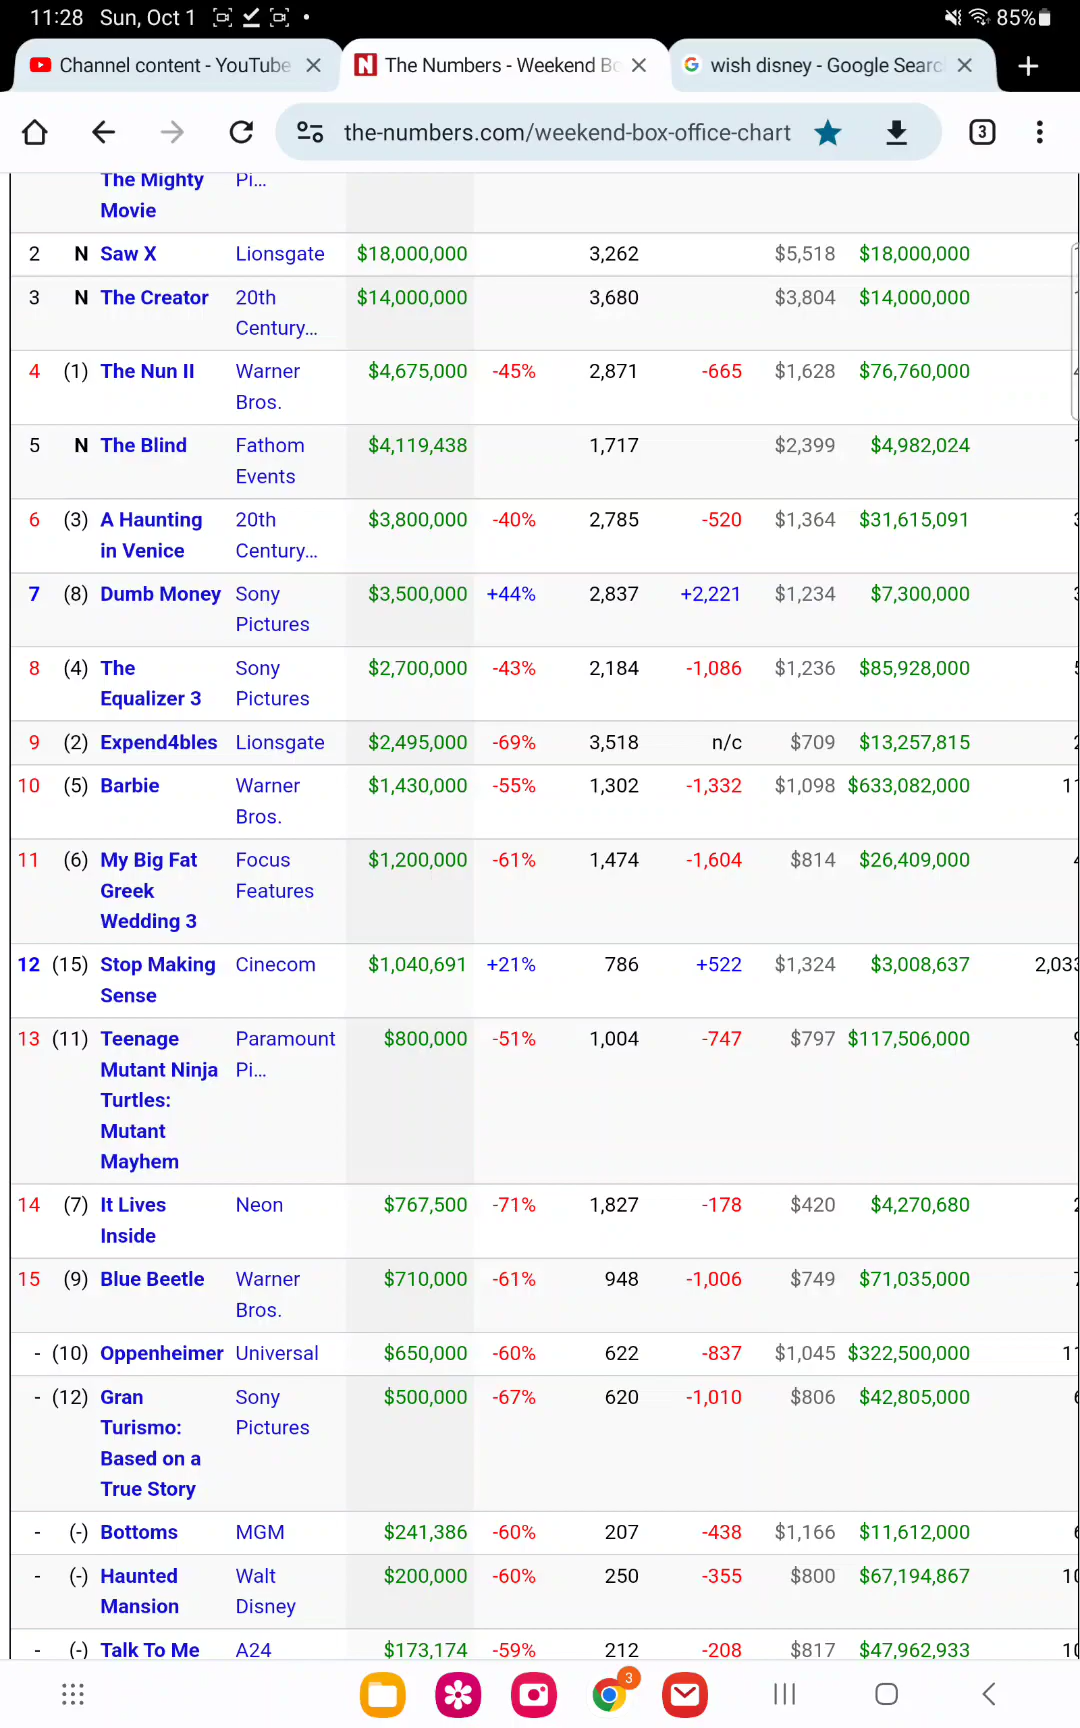 11:28 Sun, Oct 1 85%
Channel content - YouTube The Numbers - Weekend Bo wish disney - Google Searc
the-numbers.com/weekend-box-office-chart 3
The Mighty Pi...
Movie
2 N Saw X Lionsgate $18,000,000 3,262 $5,518 $18,000,000
3 N The Creator 20th $14,000,000 3,680 $3,804 $14,000,000
Century...
4 (1) The Nun II Warner $4,675,000 -45% 2,871 -665 $1,628 $76,760,000
Bros.
5 N The Blind Fathom $4,119,438 1,717 $2,399 $4,982,024
Events
6 (3) A Haunting 20th $3,800,000 -40% 2,785 -520 $1,364 $31,615,091
in Venice Century...
7 (8) Dumb Money Sony $3,500,000 +44% 2,837 +2,221 $1,234 $7,300,000
Pictures
8 (4) The Sony $2,700,000 -43% 2,184 -1,086 $1,236 $85,928,000
Equalizer 3 Pictures
9 (2) Expend4bles Lionsgate $2,495,000 -69% 3,518 n/c $709 $13,257,815
10 (5) Barbie Warner $1,430,000 -55% 1,302 -1,332 $1,098 $633,082,000 11
Bros.
11 (6) My Big Fat Focus $1,200,000 -61% 1,474 -1,604 $814 $26,409,000
Greek Features
Wedding 3
12 (15) Stop Making Cinecom $1,040,691 +21% 786 +522 $1,324 $3,008,637 2,033
Sense
13 (11) Teenage Paramount $800,000 -51% 1,004 -747 $797 $117,506,000
Mutant Ninja Pi...
Turtles:
Mutant
Mayhem
14 (7) It Lives Neon $767,500 -71% 1,827 -178 $420 $4,270,680
Inside
15 (9) Blue Beetle Warner $710,000 -61% 948 -1,006 $749 $71,035,000
Bros.
- (10) Oppenheimer Universal $650,000 -60% 622 -837 $1,045 $322,500,000 11
- (12) Gran Sony $500,000 -67% 620 -1,010 $806 $42,805,000
Turismo: Pictures
Based on a
True Story
- (-) Bottoms MGM $241,386 -60% 207 -438 $1,166 $11,612,000
- (-) Haunted Walt $200,000 -60% 250 -355 $800 $67,194,867 10
Mansion Disney
- (-) Talk To Me A24 $173,174 -59% 212 -208 $817 $47,962,933 10
3